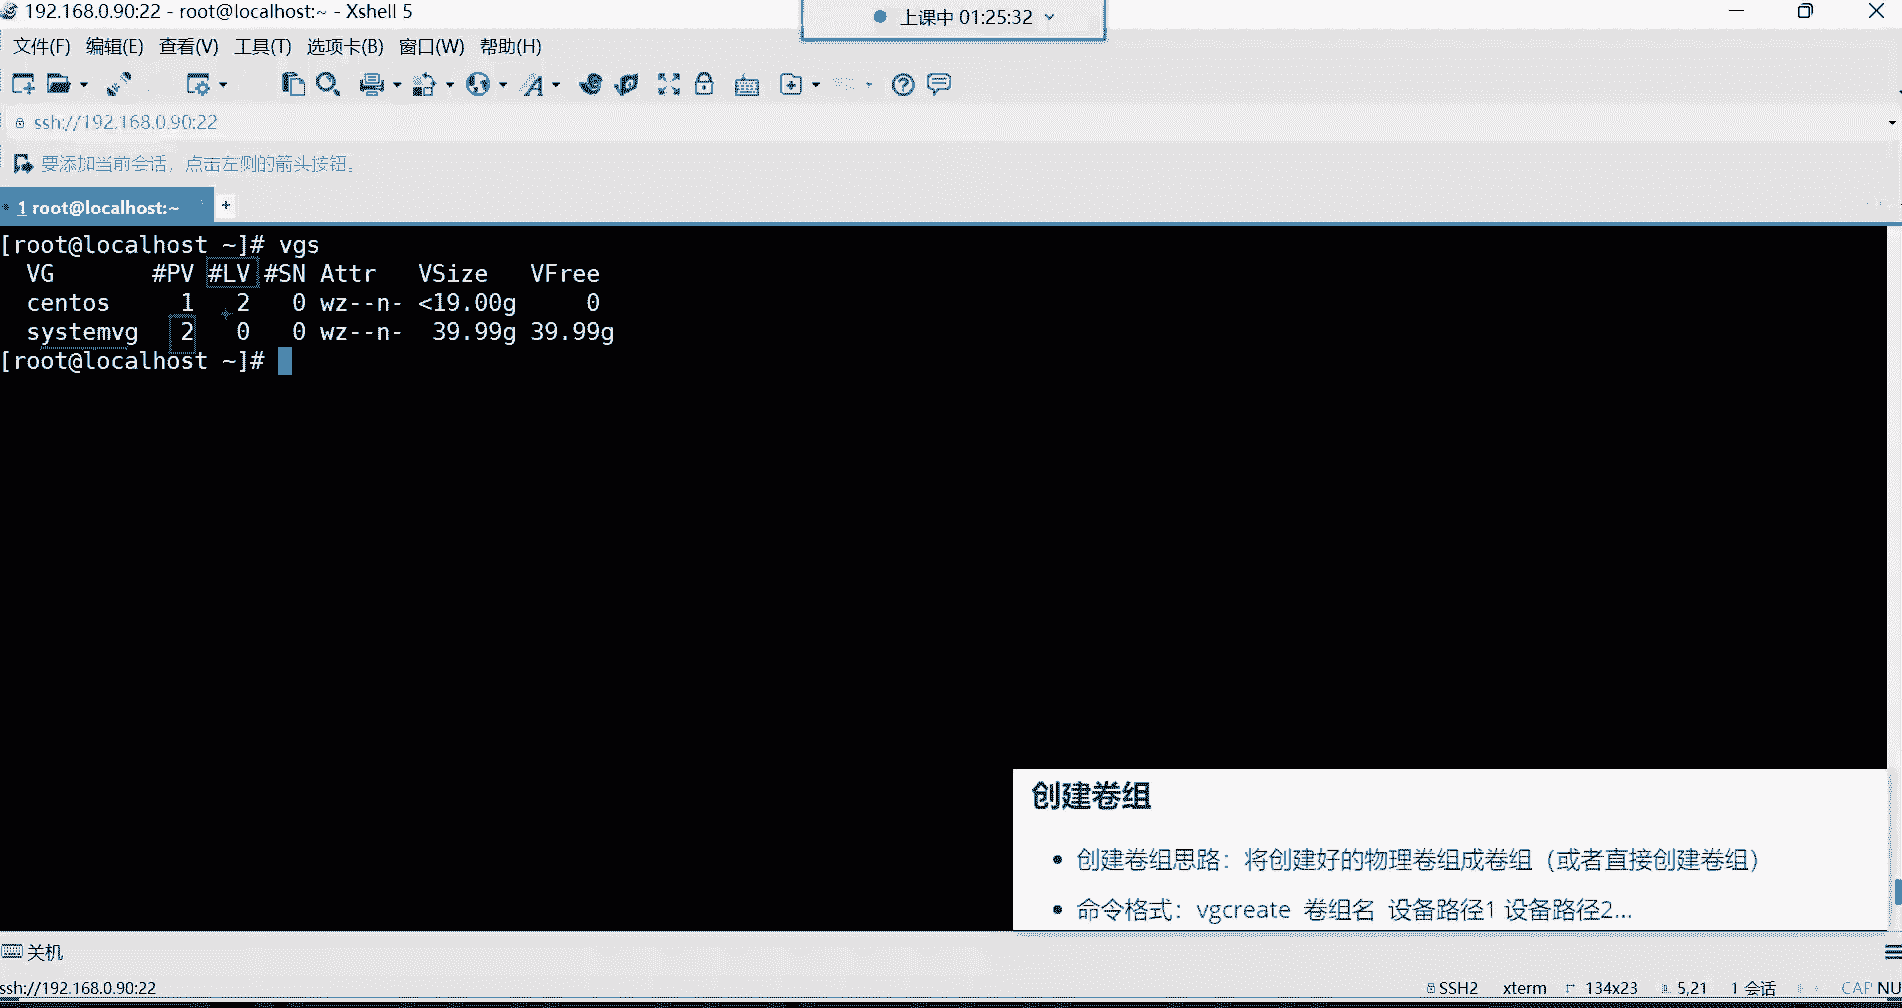 192.168.0.90:22 - root@localhost:~ - Xshell 5
上课中 01:25:32
文件(F) 编辑(E) 查看(V) 工具(T) 选项卡(B) 窗口(W) 帮助(H)
ssh://192.168.0.90:22
要添加当前会话，点击左侧的箭头按钮。
1 root@localhost:~ +
[root@localhost ~]# vgs
VG #PV #LV #SN Attr VSize VFree
centos 1 2 0 wz--n- <19.00g 0
systemvg 2 0 0 wz--n- 39.99g 39.99g
[root@localhost ~]#
创建卷组
• 创建卷组思路：将创建好的物理卷组成卷组（或者直接创建卷组）
• 命令格式：vgcreate 卷组名 设备路径1 设备路径2...
关机
ssh://192.168.0.90:22 SSH2 xterm 134x23 5,21 1 会话 CAP NU